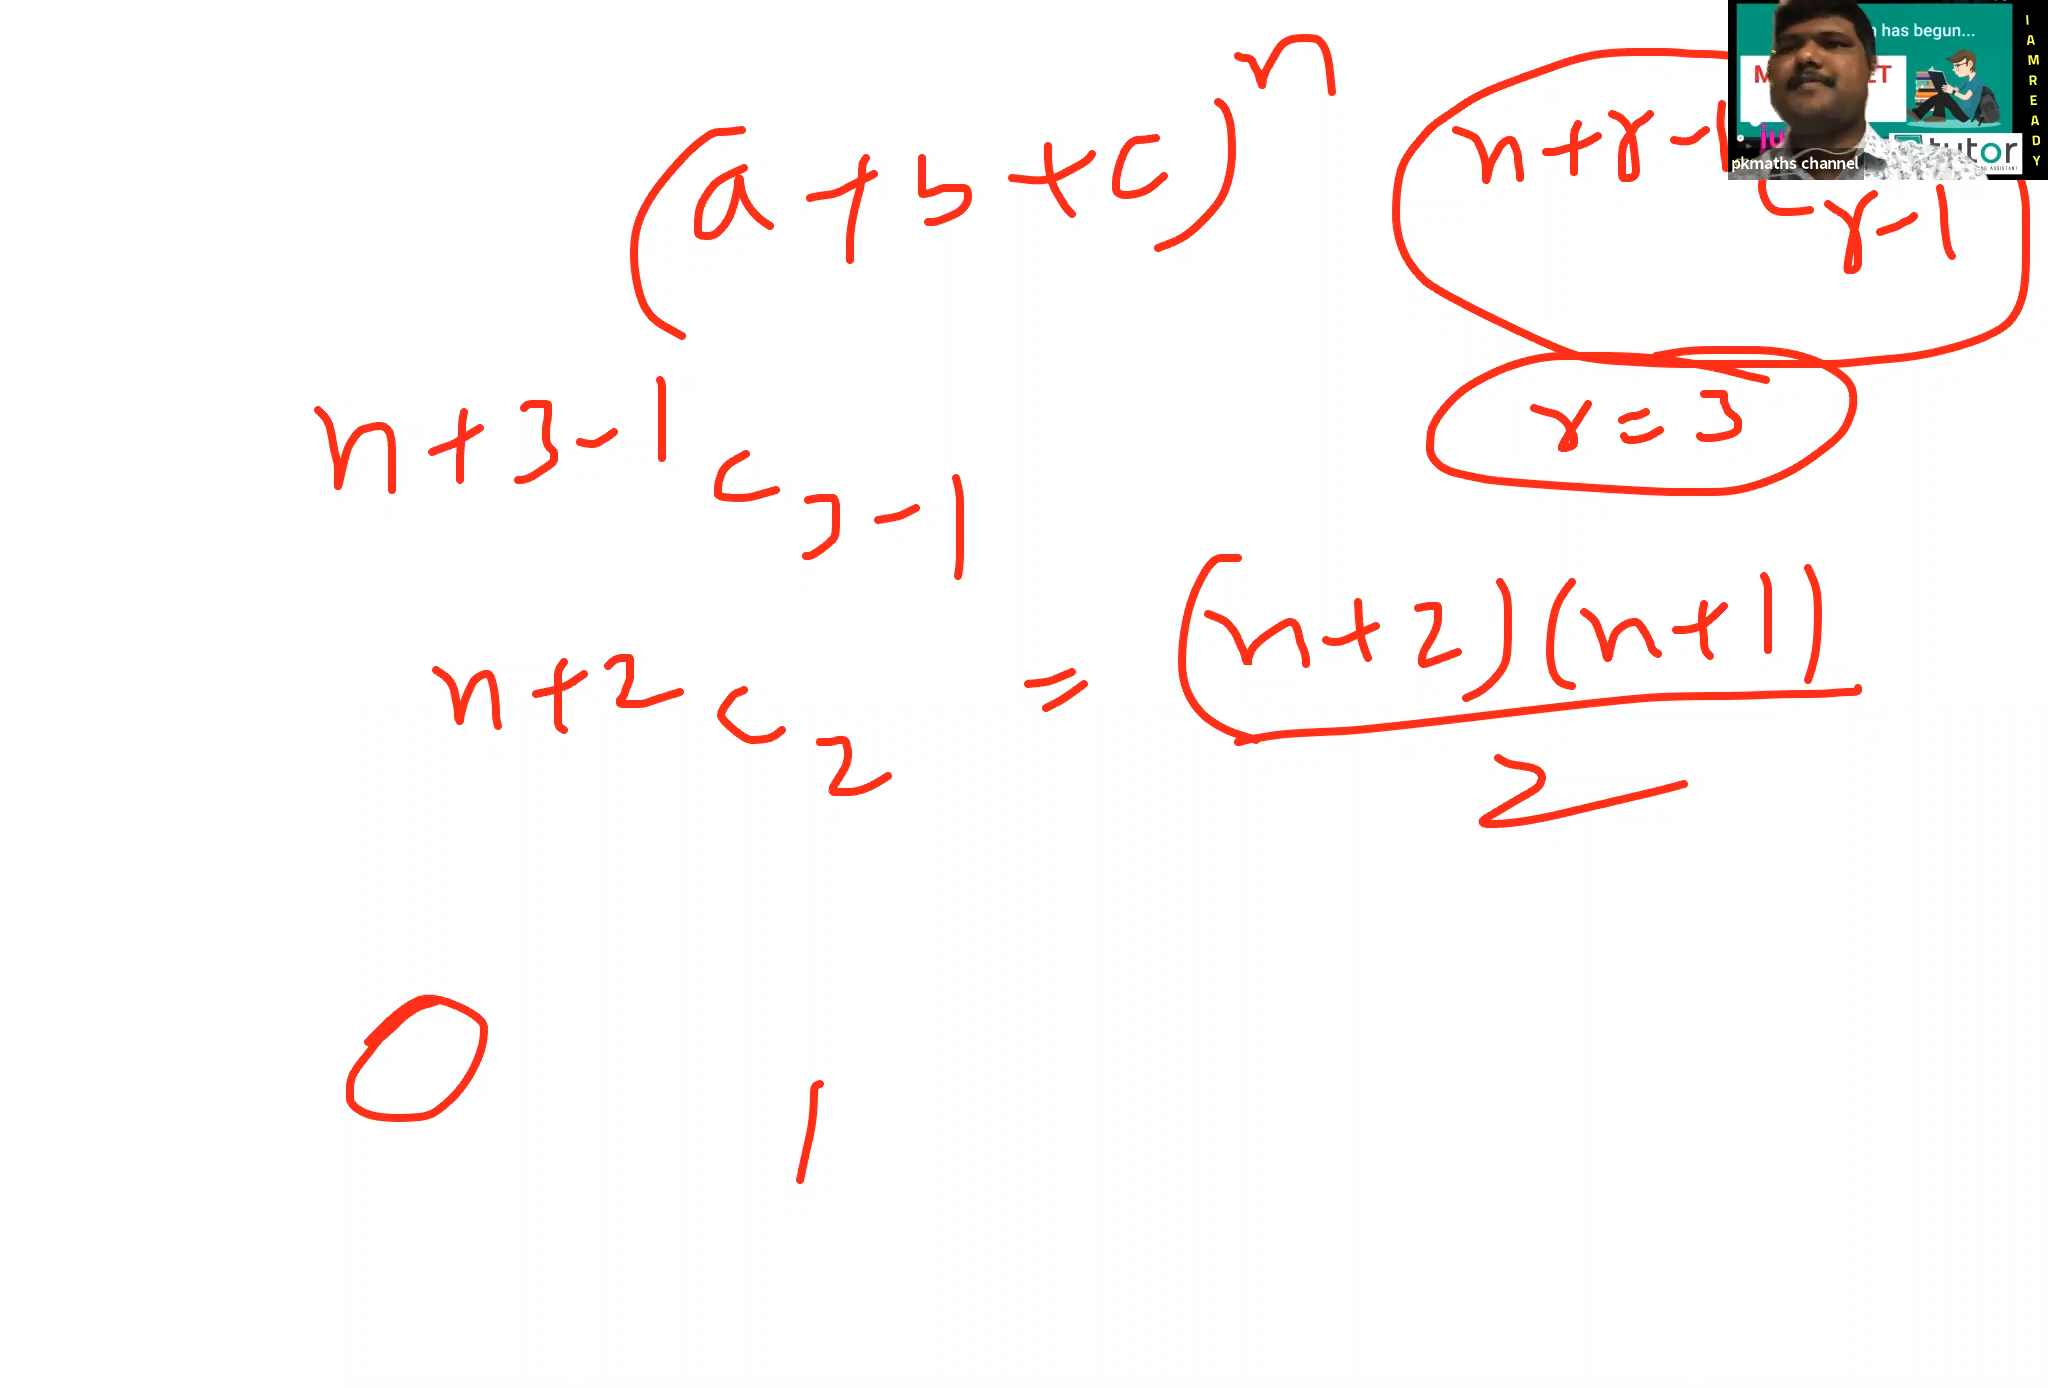 (a+b+c)^n
n+r-1 C r-1
r=3
n+3-1 C 3-1
n+2 C 2 = (n+2)(n+1) / 2
0 1
has begun...
pkmaths channel
tutor
I AM READY